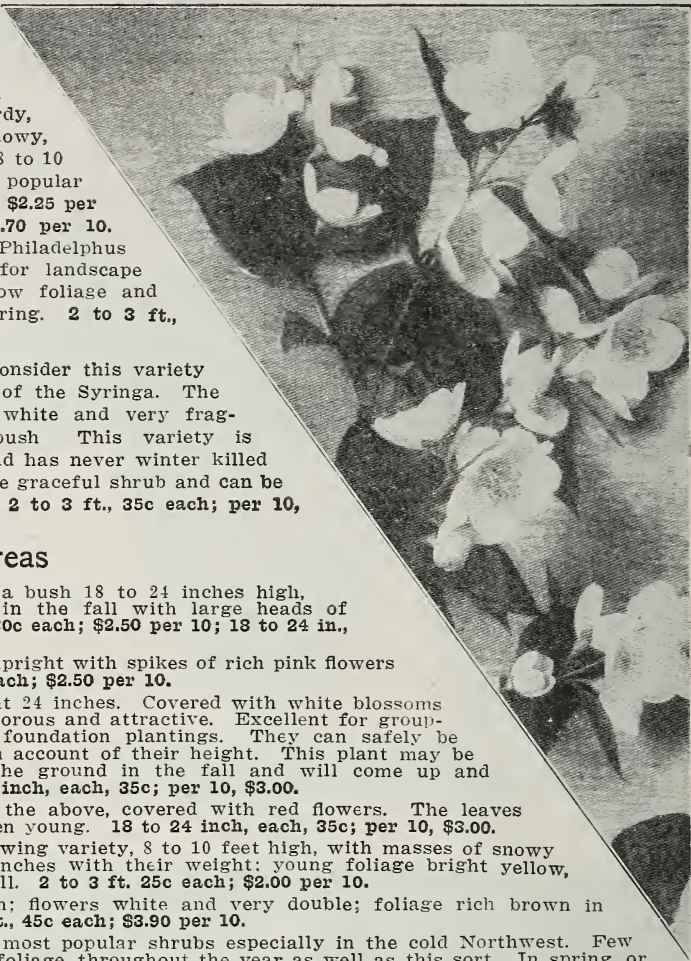 rdy,
owy,
8 to 10
popular
$2.25 per
.70 per 10.
Philadelphus
for landscape
ow foliage and
ring. 2 to 3 ft.,
onsider this variety
of the Syringa. The
white and very frag-
bush This variety is
d has never winter killed
e graceful shrub and can be
2 to 3 ft., 35c each; per 10,
reas
a bush 18 to 24 inches high,
in the fall with large heads of
0c each; $2.50 per 10; 18 to 24 in.,
pright with spikes of rich pink flowers
ach; $2.50 per 10.
t 24 inches. Covered with white blossoms
orous and attractive. Excellent for group-
foundation plantings. They can safely be
account of their height. This plant may be
he ground in the fall and will come up and
inch, each, 35c; per 10, $3.00.
the above, covered with red flowers. The leaves
en young. 18 to 24 inch, each, 35c; per 10, $3.00.
wing variety, 8 to 10 feet high, with masses of snowy
nches with their weight; young foliage bright yellow,
ll. 2 to 3 ft. 25c each; $2.00 per 10.
n; flowers white and very double; foliage rich brown in
t., 45c each; $3.90 per 10.
most popular shrubs especially in the cold Northwest. Few
foliage throughout the year as well as this sort. In spring or